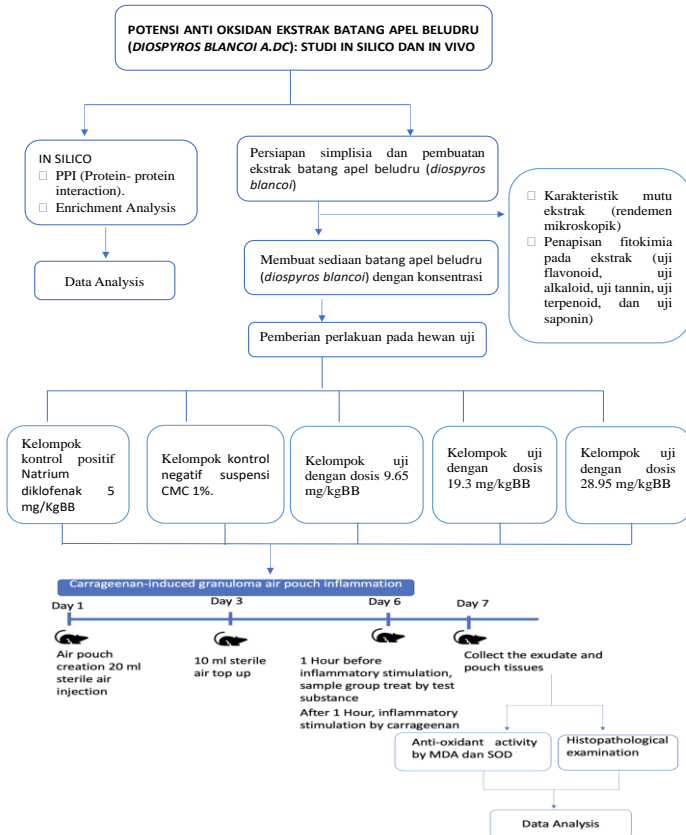 POTENSI ANTI OKSIDAN EKSTRAK BATANG APEL BELUDRU
(DIOSPYROS BLANCOI A.DC): STUDI IN SILICO DAN IN VIVO
IN SILICO
☐ PPI (Protein- protein
interaction).
☐ Enrichment Analysis
Data Analysis
Persiapan simplisia dan pembuatan
ekstrak batang apel beludru (diospyros
blancoi)
☐ Karakteristik mutu
ekstrak (rendemen
mikroskopik)
☐ Penapisan fitokimia
pada ekstrak (uji
flavonoid, uji
alkaloid, uji tannin, uji
terpenoid, dan uji
saponin)
Membuat sediaan batang apel beludru
(diospyros blancoi) dengan konsentrasi
Pemberian perlakuan pada hewan uji
Kelompok
kontrol positif
Natrium
diklofenak 5
mg/KgBB
Kelompok kontrol
negatif suspensi
CMC 1%.
Kelompok uji
dengan dosis 9.65
mg/kgBB
Kelompok uji
dengan dosis
19.3 mg/kgBB
Kelompok uji
dengan dosis
28.95 mg/kgBB
Carrageenan-induced granuloma air pouch inflammation
Day 1
Day 3
Day 6
Day 7
Air pouch
creation 20 ml
sterile air
injection
10 ml sterile
air top up
1 Hour before
inflammatory stimulation,
sample group treat by test
substance
After 1 Hour, inflammatory
stimulation by carrageenan
Collect the exudate and
pouch tissues
Anti-oxidant activity
by MDA dan SOD
Histopathological
examination
Data Analysis